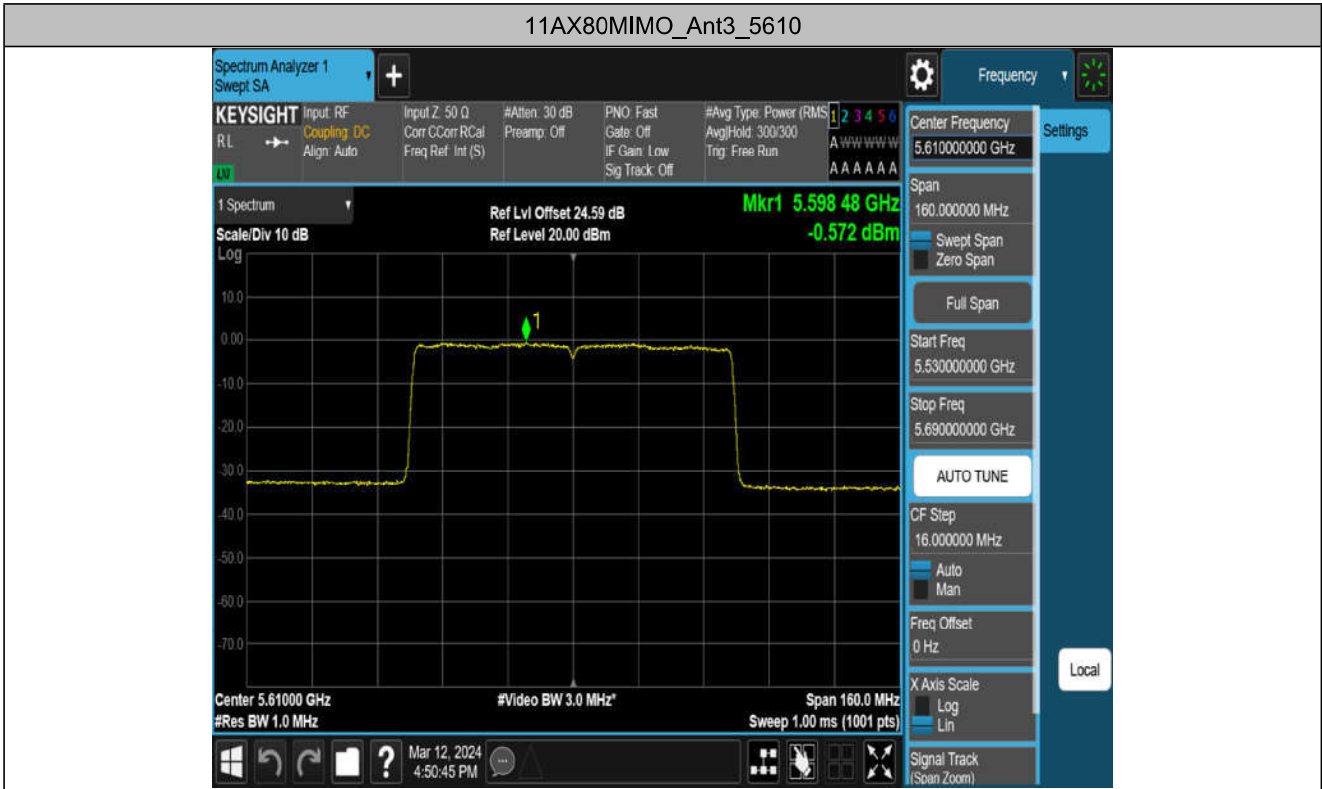 11AX80MIMO_Ant3_5610
Spectrum Analyzer 1
Swept SA
+
Frequency
KEYSIGHT
RL
LXI
Input: RF
Coupling: DC
Align: Auto
Input Z: 50 Ω
Corr CCorr RCal
Freq Ref: Int (S)
#Atten: 30 dB
Preamp: Off
PNO: Fast
Gate: Off
IF Gain: Low
Sig Track: Off
#Avg Type: Power (RMS
Avg|Hold: 300/300
Trig: Free Run
1 2 3 4 5 6
A W W W W W
A A A A A A
1 Spectrum
Scale/Div 10 dB
Log
Ref Lvl Offset 24.59 dB
Ref Level 20.00 dBm
Mkr1 5.598 48 GHz
-0.572 dBm
10.0
0.00
-10.0
-20.0
-30.0
-40.0
-50.0
-60.0
-70.0
1
Center 5.61000 GHz
#Res BW 1.0 MHz
#Video BW 3.0 MHz*
Span 160.0 MHz
Sweep 1.00 ms (1001 pts)
Center Frequency
5.610000000 GHz
Settings
Span
160.000000 MHz
Swept Span
Zero Span
Full Span
Start Freq
5.530000000 GHz
Stop Freq
5.690000000 GHz
AUTO TUNE
CF Step
16.000000 MHz
Auto
Man
Freq Offset
0 Hz
X Axis Scale
Log
Lin
Local
Signal Track
(Span Zoom)
?
Mar 12, 2024
4:50:45 PM